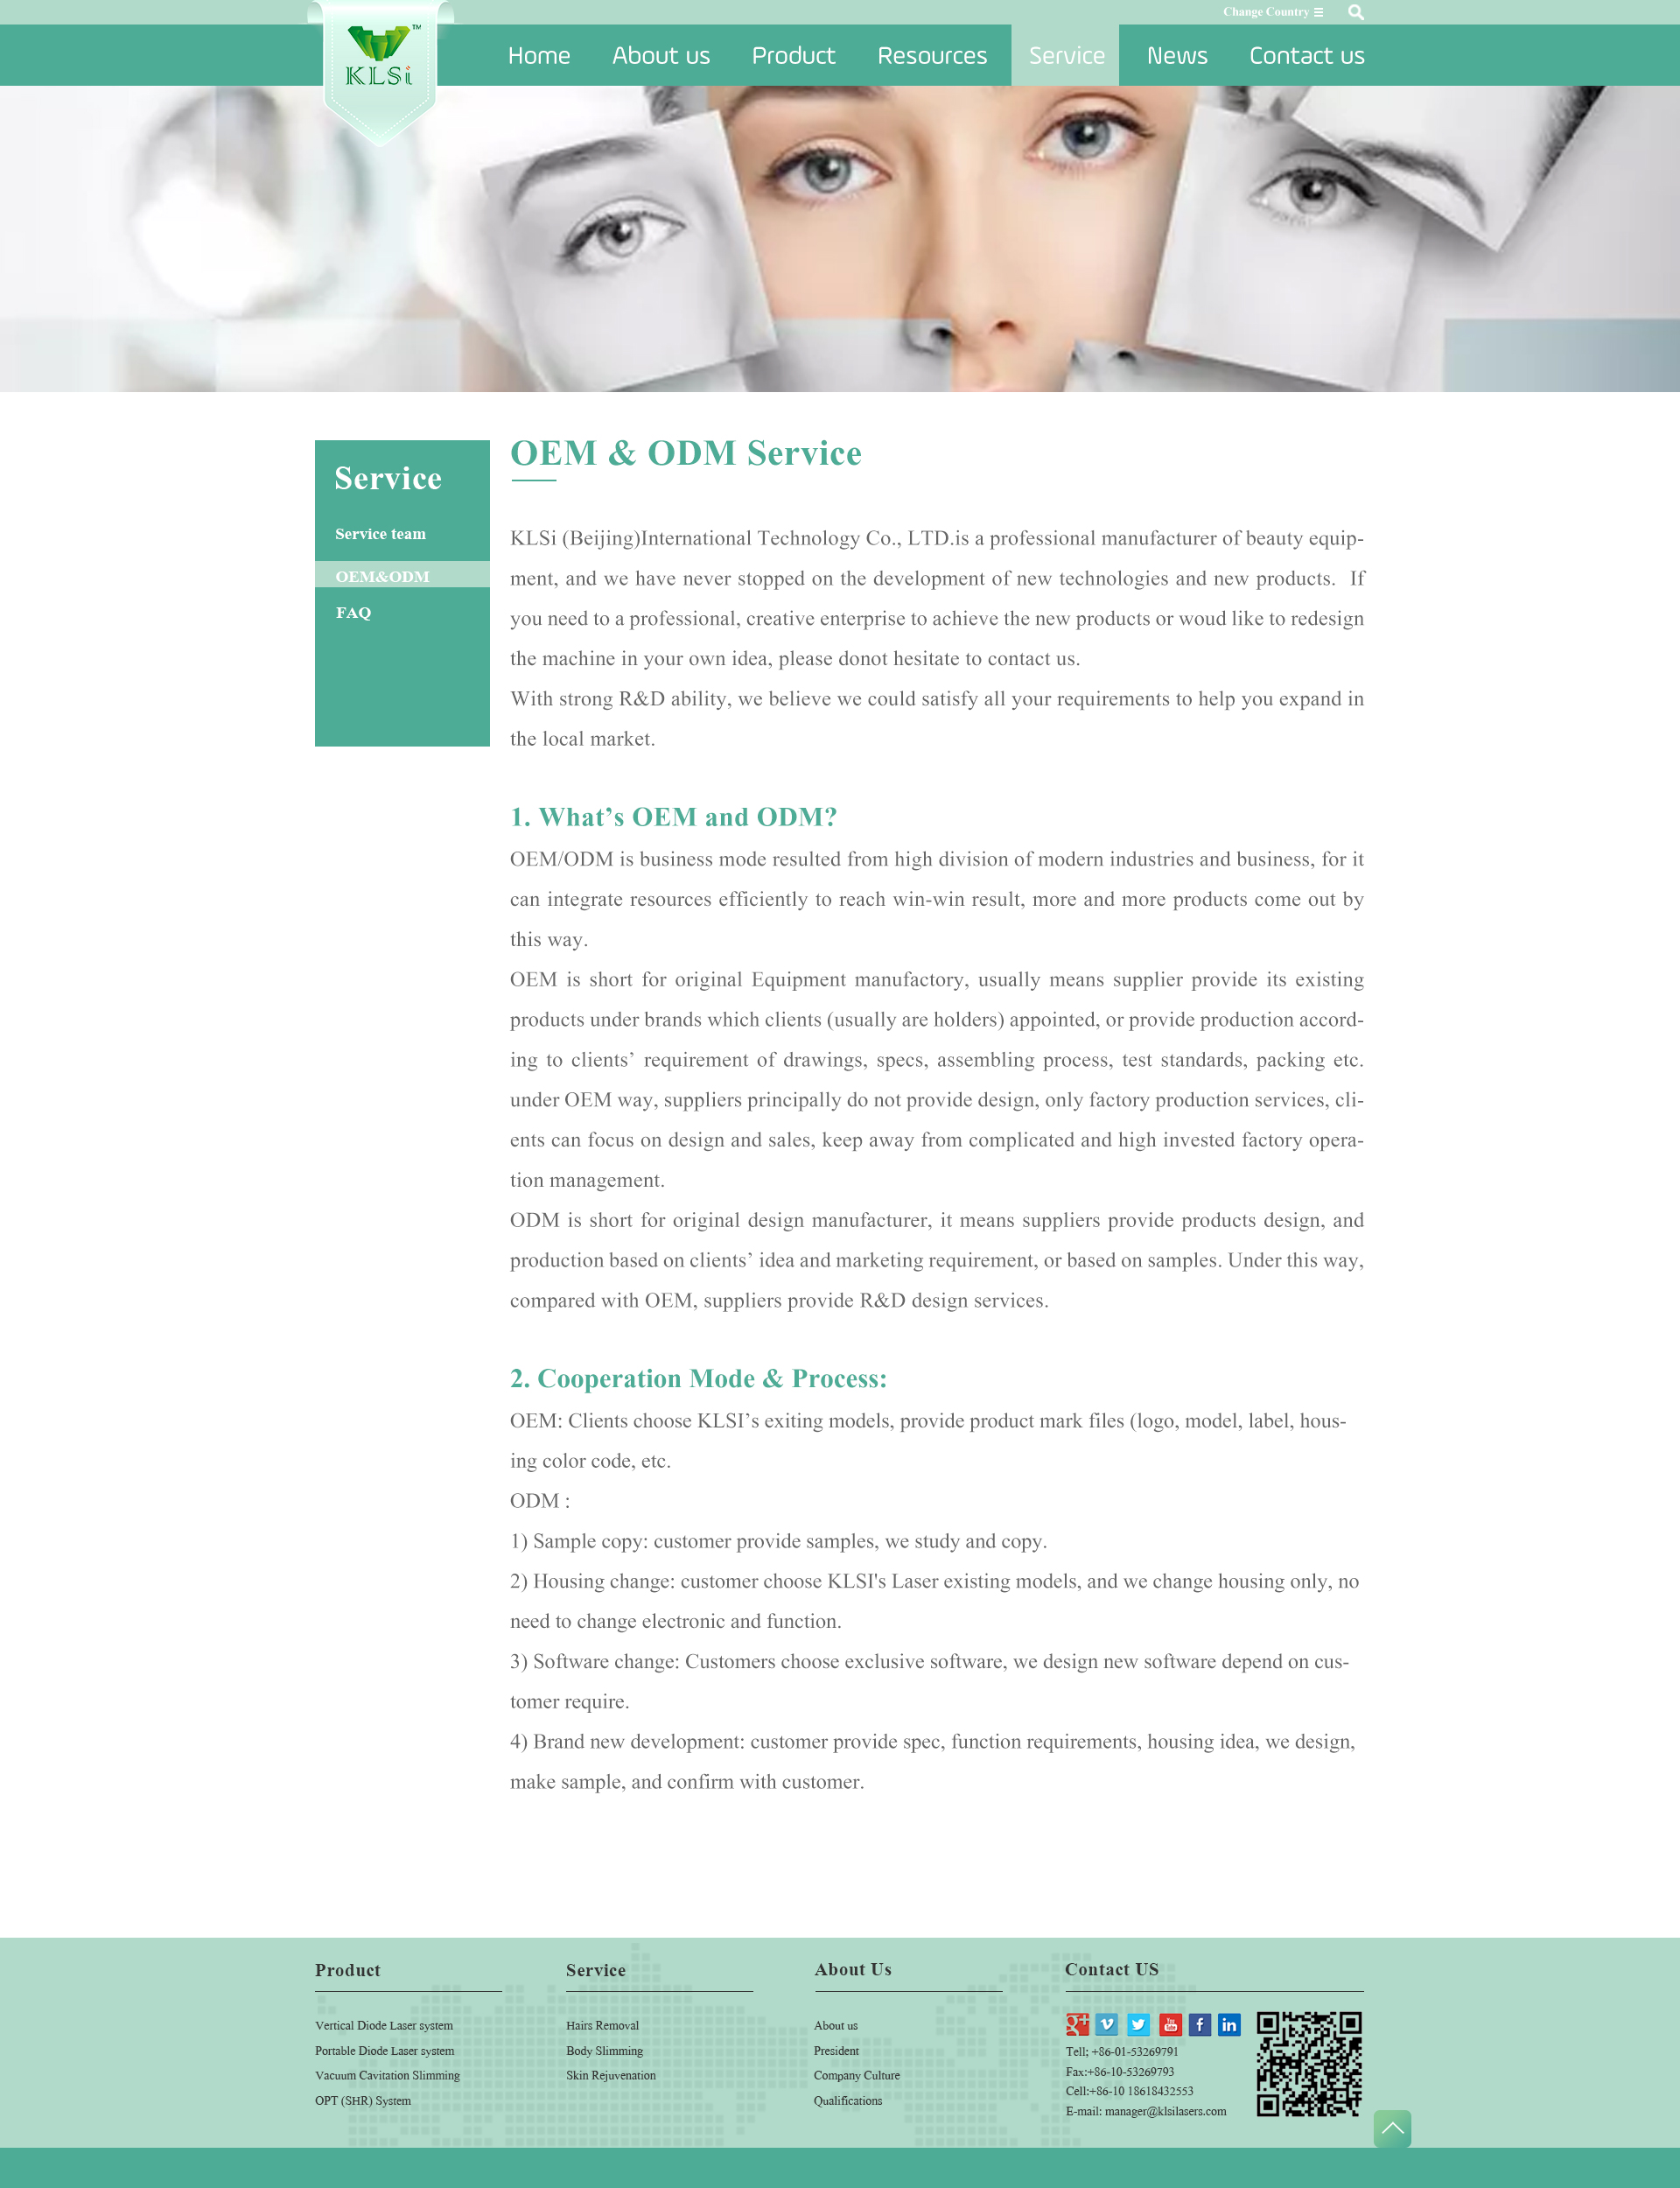 Change Country
KLSi
TM
Home About us Product Resources Service News Contact us
Service
Service team
OEM&ODM
FAQ
OEM & ODM Service
KLSi (Beijing)International Technology Co., LTD.is a professional manufacturer of beauty equip-
ment, and we have never stopped on the development of new technologies and new products. If
you need to a professional, creative enterprise to achieve the new products or woud like to redesign
the machine in your own idea, please donot hesitate to contact us.
With strong R&D ability, we believe we could satisfy all your requirements to help you expand in
the local market.
1. What’s OEM and ODM?
OEM/ODM is business mode resulted from high division of modern industries and business, for it
can integrate resources efficiently to reach win-win result, more and more products come out by
this way.
OEM is short for original Equipment manufactory, usually means supplier provide its existing
products under brands which clients (usually are holders) appointed, or provide production accord-
ing to clients’ requirement of drawings, specs, assembling process, test standards, packing etc.
under OEM way, suppliers principally do not provide design, only factory production services, cli-
ents can focus on design and sales, keep away from complicated and high invested factory opera-
tion management.
ODM is short for original design manufacturer, it means suppliers provide products design, and
production based on clients’ idea and marketing requirement, or based on samples. Under this way,
compared with OEM, suppliers provide R&D design services.
2. Cooperation Mode & Process:
OEM: Clients choose KLSI’s exiting models, provide product mark files (logo, model, label, hous-
ing color code, etc.
ODM :
1) Sample copy: customer provide samples, we study and copy.
2) Housing change: customer choose KLSI's Laser existing models, and we change housing only, no
need to change electronic and function.
3) Software change: Customers choose exclusive software, we design new software depend on cus-
tomer require.
4) Brand new development: customer provide spec, function requirements, housing idea, we design,
make sample, and confirm with customer.
Product
Vertical Diode Laser system
Portable Diode Laser system
Vacuum Cavitation Slimming
OPT (SHR) System
Service
Hairs Removal
Body Slimming
Skin Rejuvenation
About Us
About us
President
Company Culture
Qualifications
Contact US
Tell; +86-01-53269791
Fax:+86-10-53269793
Cell:+86-10 18618432553
E-mail: manager@klsilasers.com